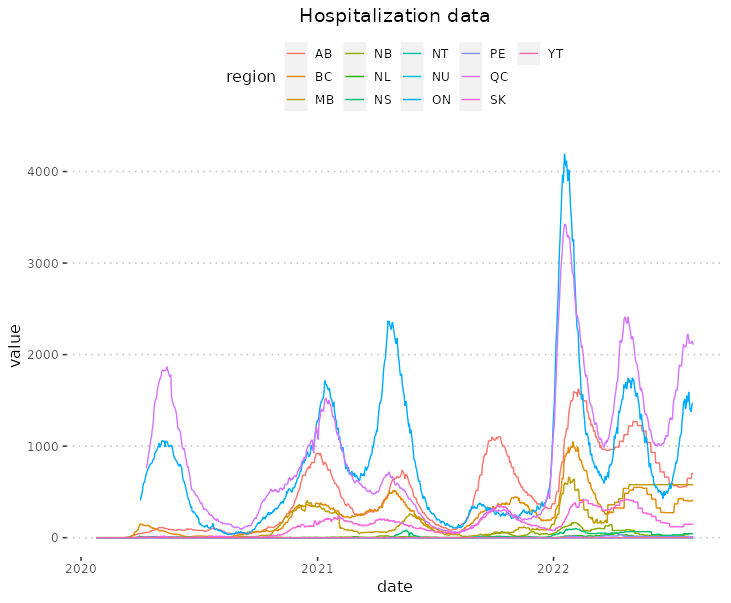 Hospitalization data
region
AB NB NT PE YT
BC NL NU QC
MB NS ON SK
4000
3000
2000
1000
0
value
2020 2021 2022
date